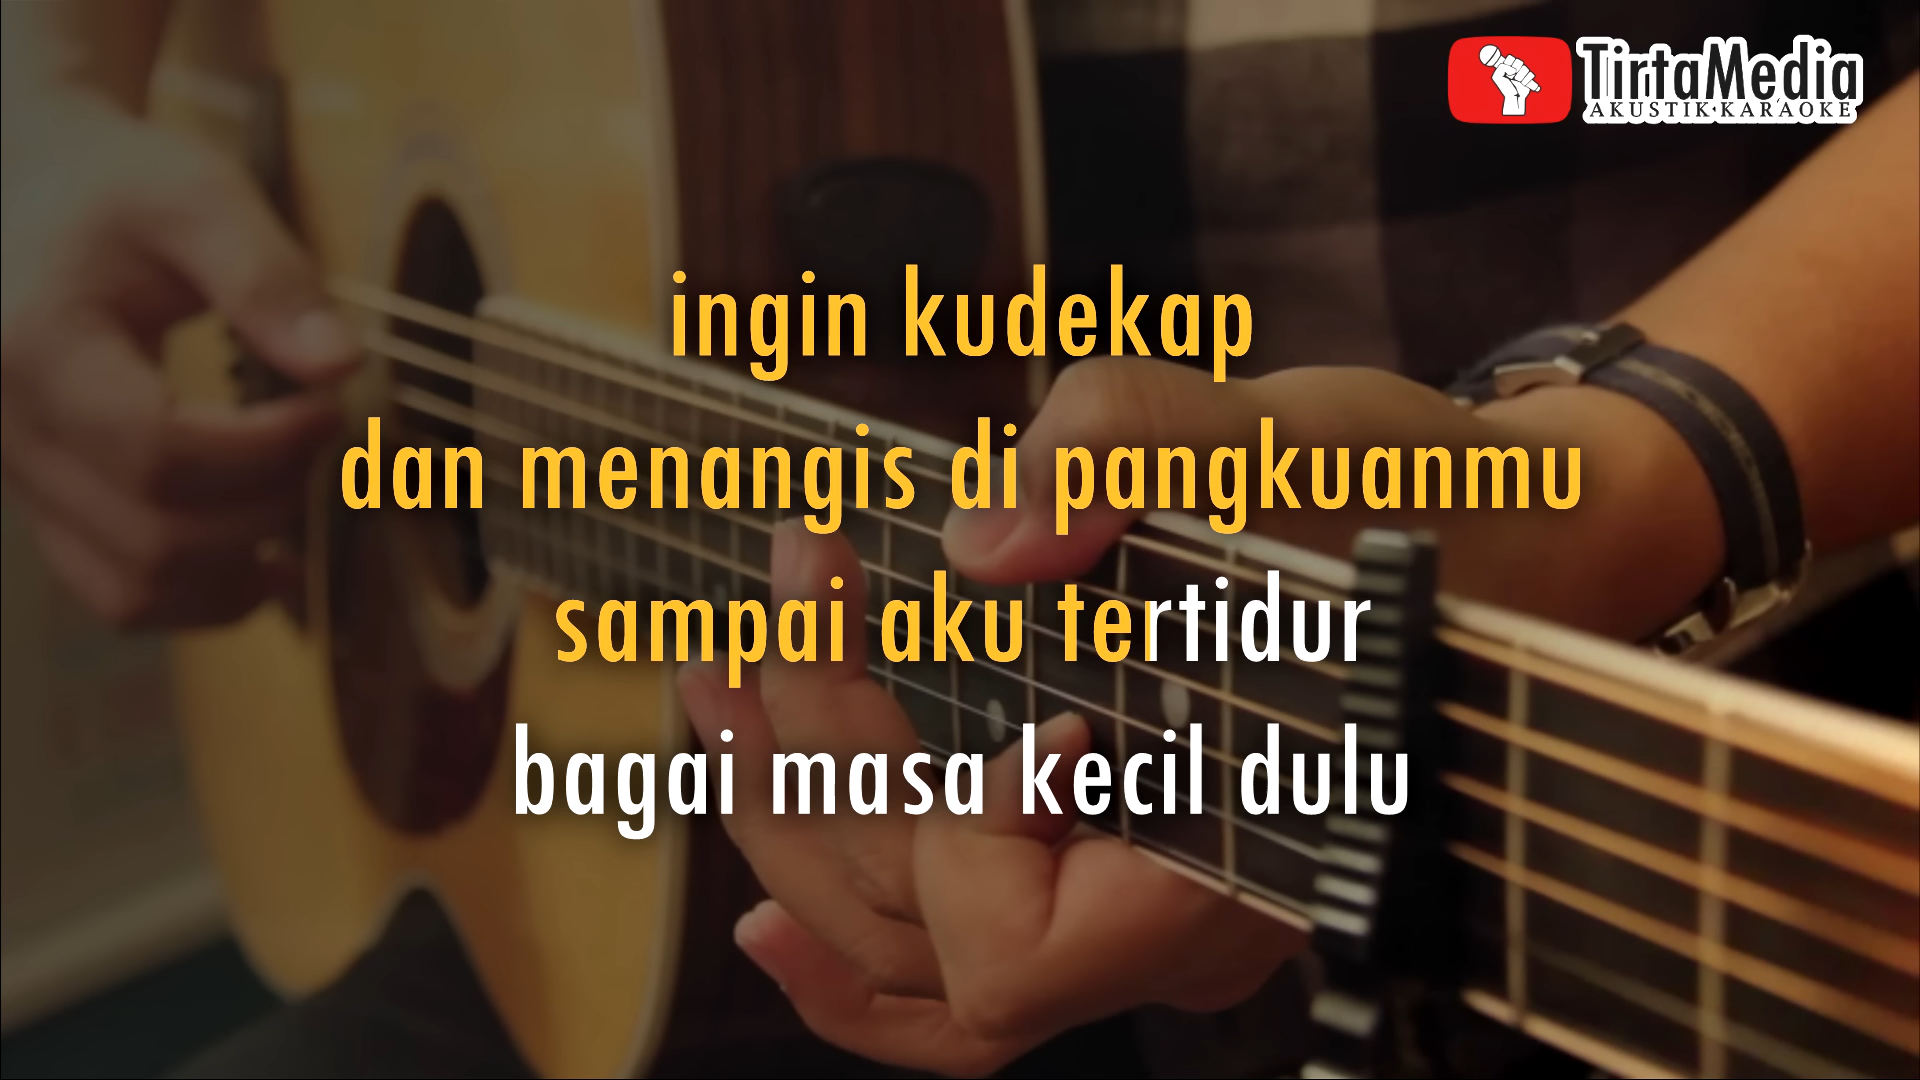 TirtaMedia
AKUSTIK KARAOKE
ingin kudekap
dan menangis di pangkuanmu
sampai aku tertidur
bagai masa kecil dulu